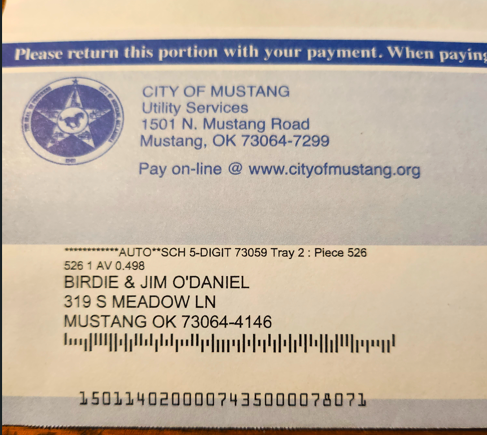 Please return this portion with your payment. When paying
CITY OF MUSTANG
Utility Services
1501 N. Mustang Road
Mustang, OK 73064-7299
Pay on-line @ www.cityofmustang.org
************AUTO**SCH 5-DIGIT 73059 Tray 2 : Piece 526
526 1 AV 0.498
BIRDIE & JIM O'DANIEL
319 S MEADOW LN
MUSTANG OK 73064-4146
1501140200007435000078071